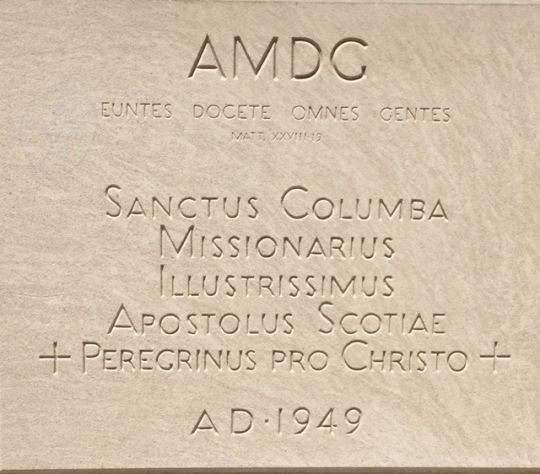 AMDG
EUNTES DOCETE OMNES GENTES
MATT. XXVIII·19
SANCTUS COLUMBA
MISSIONARIUS
ILLUSTRISSIMUS
APOSTOLUS SCOTIAE
+ PEREGRINUS PRO CHRISTO +
AD·1949